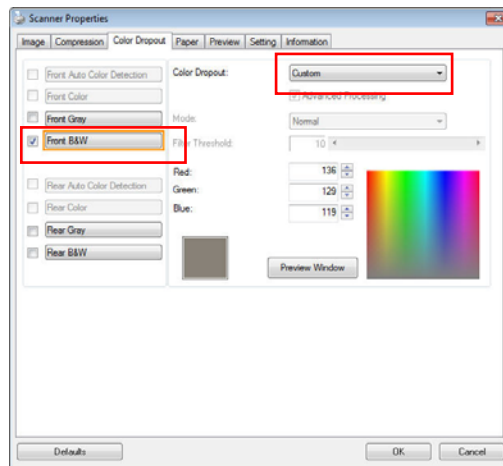 Scanner Properties
Image Compression Color Dropout Paper Preview Setting Information
Front Auto Color Detection
Front Color
Front Gray
Front B&W
Rear Auto Color Detection
Rear Color
Rear Gray
Rear B&W
Color Dropout: Custom
Advanced Processing
Mode: Normal
Filter Threshold: 10
Red: 136
Green: 129
Blue: 119
Preview Window
Defaults OK Cancel